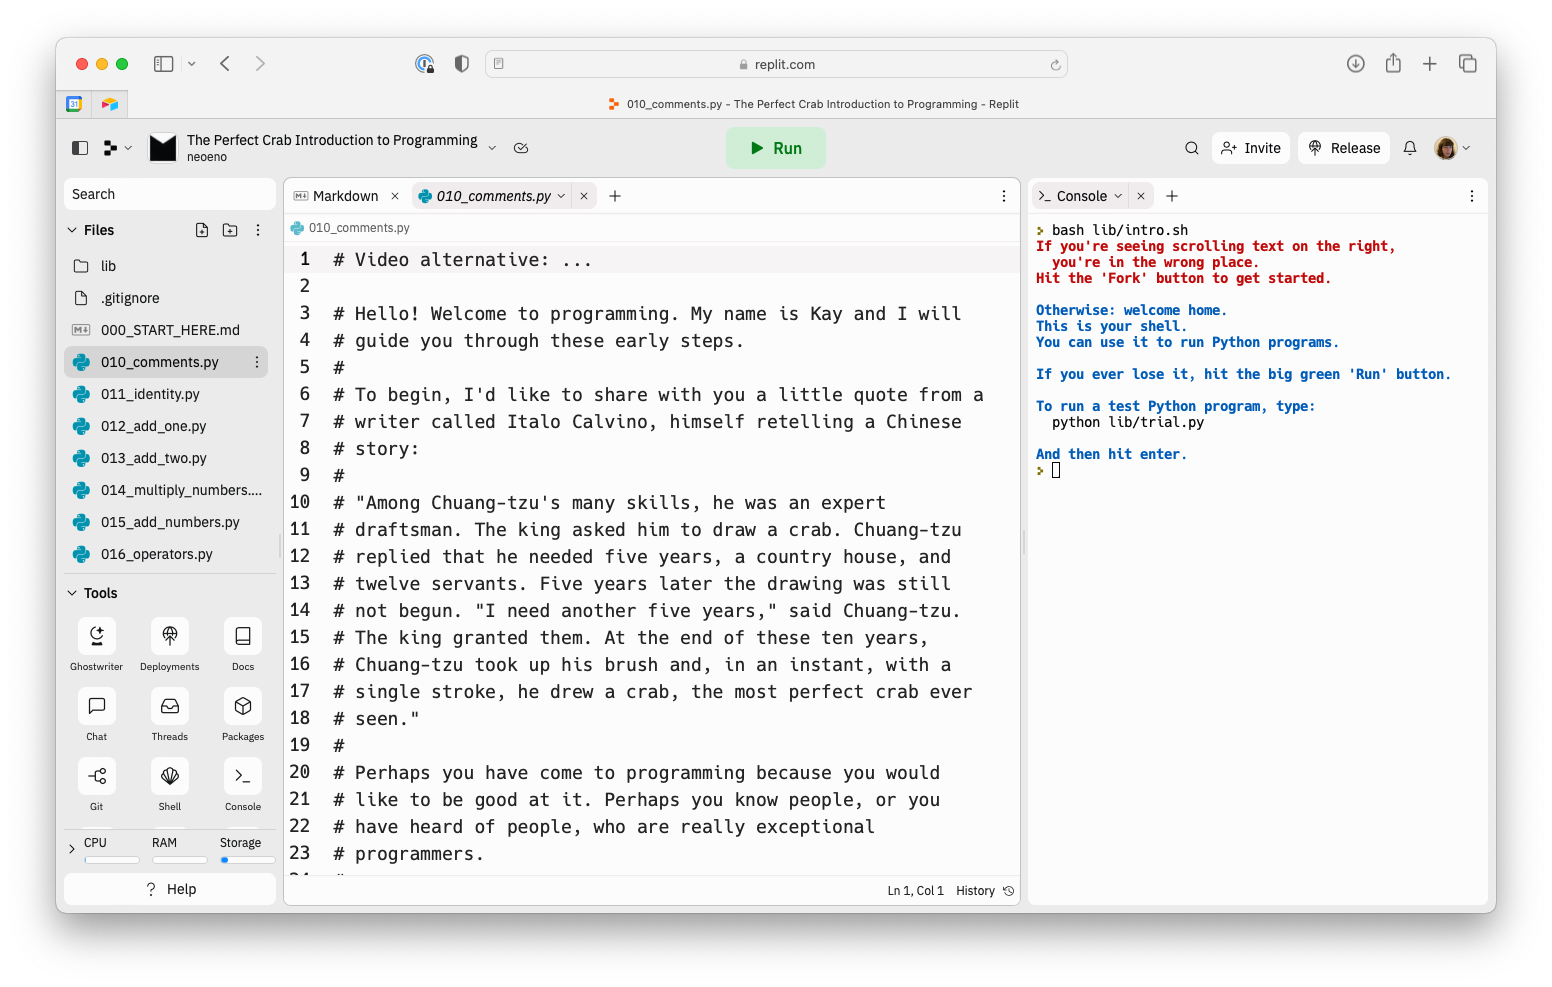 replit.com
31
010_comments.py - The Perfect Crab Introduction to Programming - Replit
The Perfect Crab Introduction to Programming
neoeno
Run
Invite
Release
Search
Files
lib
.gitignore
000_START_HERE.md
010_comments.py
011_identity.py
012_add_one.py
013_add_two.py
014_multiply_numbers....
015_add_numbers.py
016_operators.py
Tools
Ghostwriter
Deployments
Docs
Chat
Threads
Packages
Git
Shell
Console
CPU
RAM
Storage
? Help
Markdown
010_comments.py
010_comments.py
1 # Video alternative: ...
2
3 # Hello! Welcome to programming. My name is Kay and I will
4 # guide you through these early steps.
5 #
6 # To begin, I'd like to share with you a little quote from a
7 # writer called Italo Calvino, himself retelling a Chinese
8 # story:
9 #
10 # "Among Chuang-tzu's many skills, he was an expert
11 # draftsman. The king asked him to draw a crab. Chuang-tzu
12 # replied that he needed five years, a country house, and
13 # twelve servants. Five years later the drawing was still
14 # not begun. "I need another five years," said Chuang-tzu.
15 # The king granted them. At the end of these ten years,
16 # Chuang-tzu took up his brush and, in an instant, with a
17 # single stroke, he drew a crab, the most perfect crab ever
18 # seen."
19 #
20 # Perhaps you have come to programming because you would
21 # like to be good at it. Perhaps you know people, or you
22 # have heard of people, who are really exceptional
23 # programmers.
Ln 1, Col 1 History
Console
bash lib/intro.sh
If you're seeing scrolling text on the right,
you're in the wrong place.
Hit the 'Fork' button to get started.
Otherwise: welcome home.
This is your shell.
You can use it to run Python programs.
If you ever lose it, hit the big green 'Run' button.
To run a test Python program, type:
python lib/trial.py
And then hit enter.